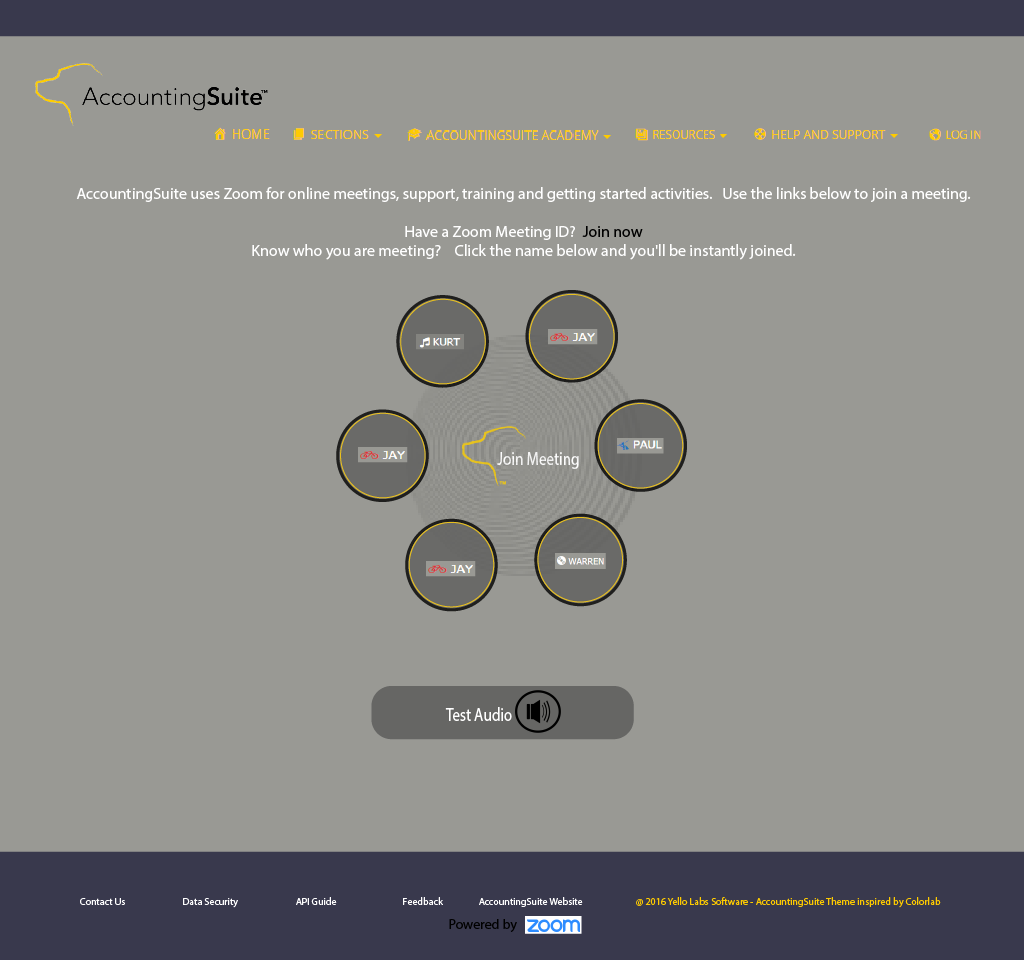 AccountingSuite™
HOME SECTIONS ACCOUNTINGSUITE ACADEMY RESOURCES HELP AND SUPPORT LOG IN
AccountingSuite uses Zoom for online meetings, support, training and getting started activities. Use the links below to join a meeting.
Have a Zoom Meeting ID? Join now
Know who you are meeting? Click the name below and you'll be instantly joined.
KURT
JAY
JAY
PAUL
Join Meeting™
JAY
WARREN
Test Audio
Contact Us Data Security API Guide Feedback AccountingSuite Website @ 2016 Yello Labs Software - AccountingSuite Theme inspired by Colorlab
Powered by zoom